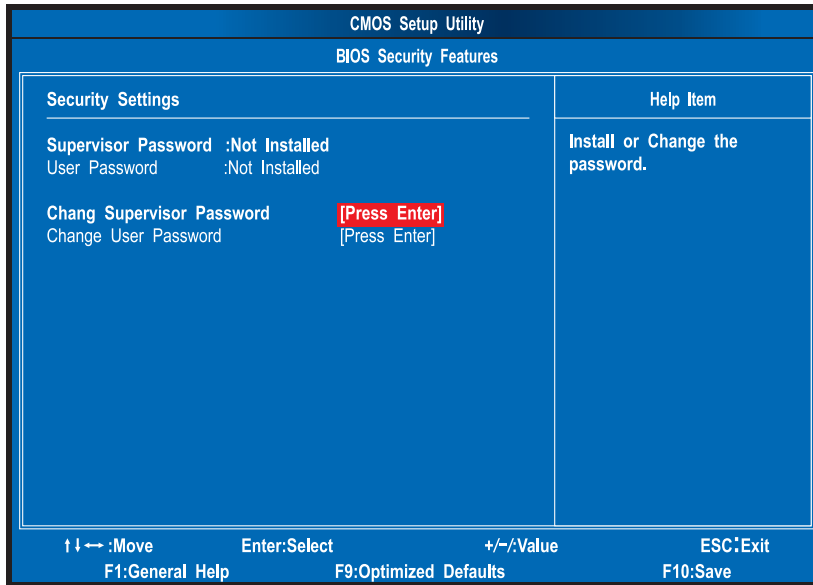 CMOS Setup Utility
BIOS Security Features
Security Settings
Supervisor Password :Not Installed
User Password :Not Installed
Chang Supervisor Password [Press Enter]
Change User Password [Press Enter]
Help Item
Install or Change the
password.
↑↓↔:Move Enter:Select +/-/:Value ESC:Exit
F1:General Help F9:Optimized Defaults F10:Save